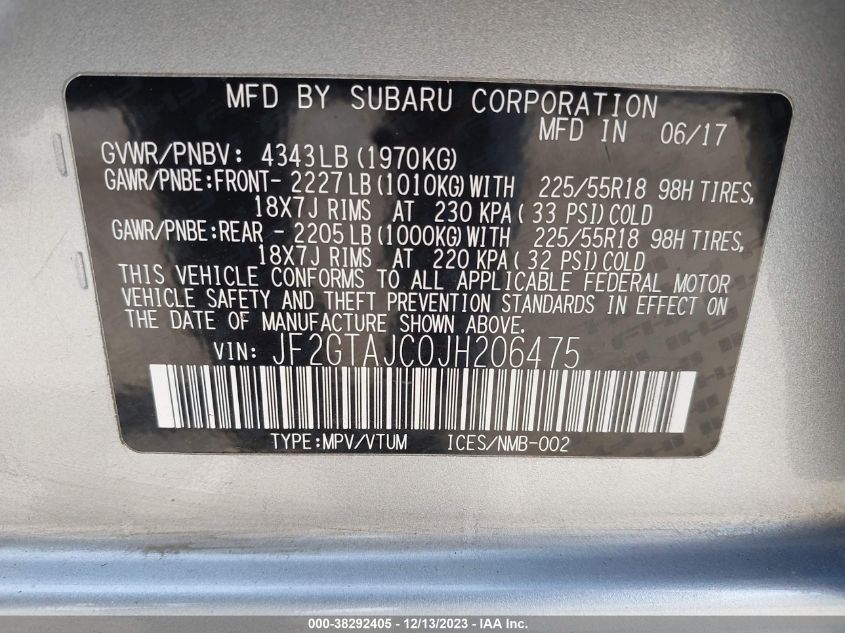 MFD BY SUBARU CORPORATION
MFD IN 06/17
GVWR/PNBV: 4343LB (1970KG)
GAWR/PNBE:FRONT- 2227LB (1010KG)WITH 225/55R18 98H TIRES,
18X7J RIMS AT 230 KPA( 33 PSI)COLD
GAWR/PNBE:REAR - 2205LB (1000KG)WITH 225/55R18 98H TIRES,
18X7J RIMS AT 220 KPA( 32 PSI)COLD
THIS VEHICLE CONFORMS TO ALL APPLICABLE FEDERAL MOTOR
VEHICLE SAFETY AND THEFT PREVENTION STANDARDS IN EFFECT ON
THE DATE OF MANUFACTURE SHOWN ABOVE.
VIN: JF2GTAJC0JH206475
TYPE:MPV/VTUM ICES/NMB-002
000-38292405 - 12/13/2023 - IAA Inc.